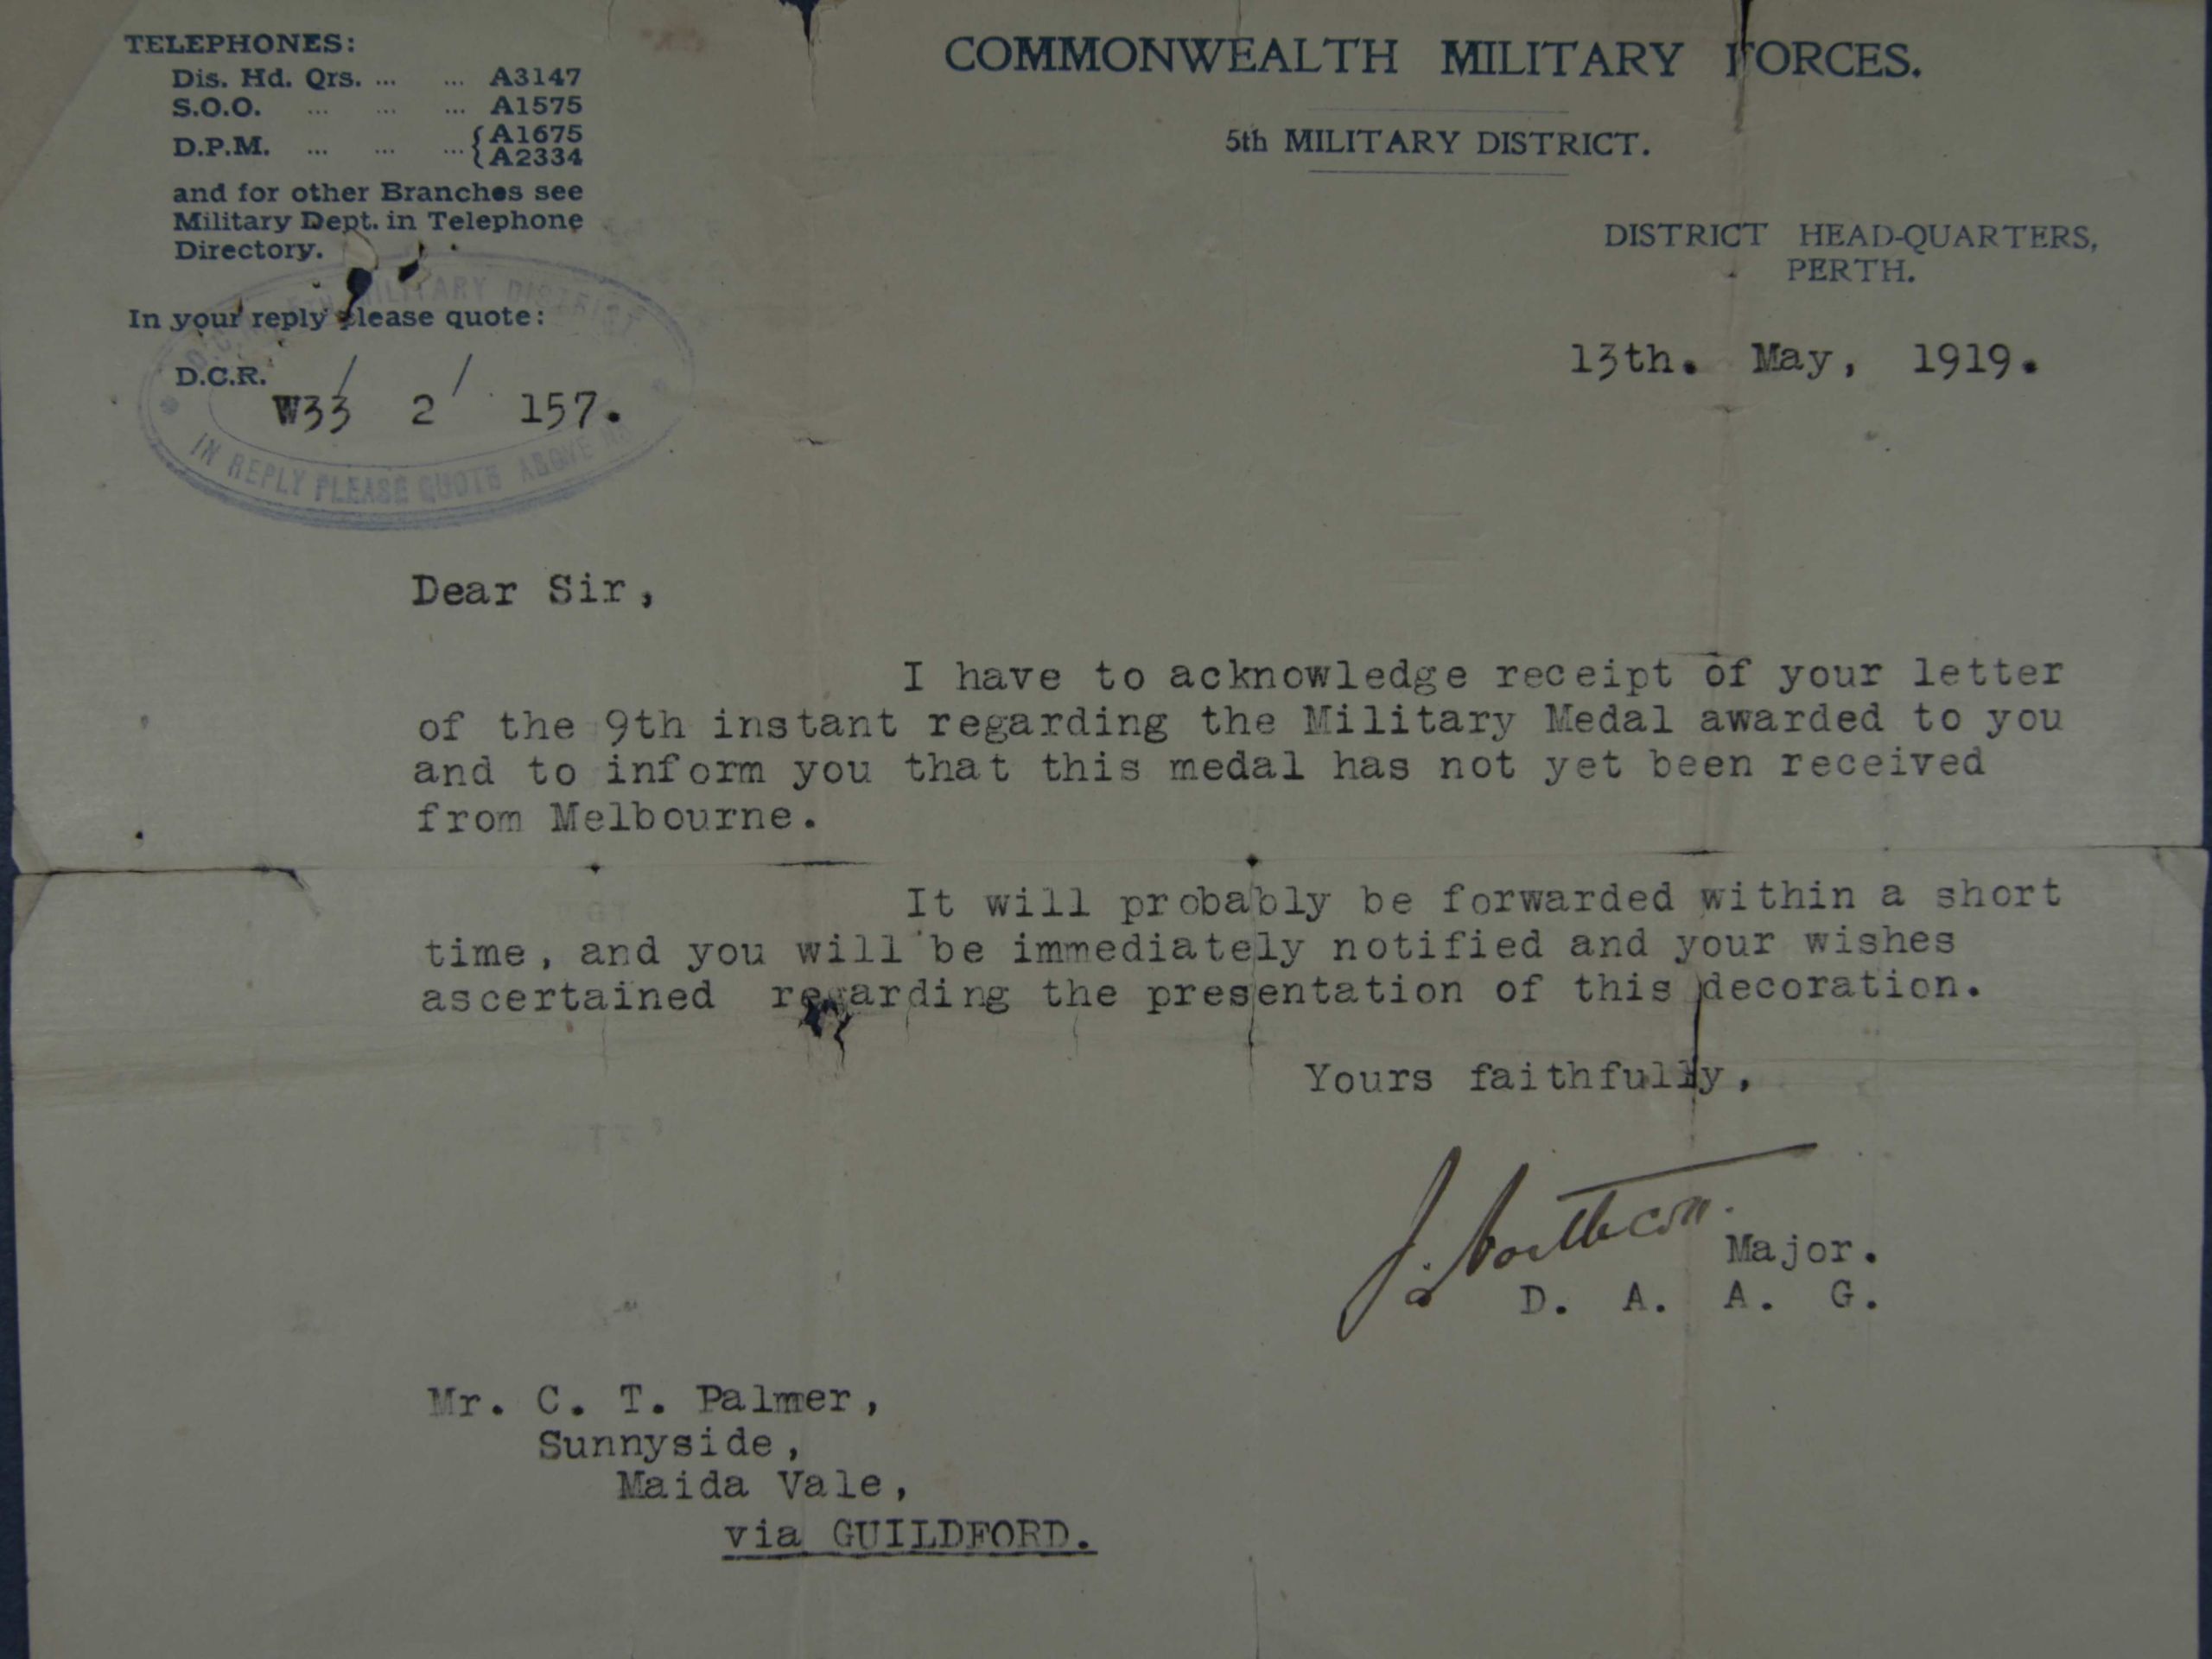 TELEPHONES:
Dis. Hd. Qrs. ... ... A3147
S.O.O. ... ... ... A1575
D.P.M. ... ... ... { A1675
{ A2334
and for other Branches see
Military Dept. in Telephone
Directory.
In your reply please quote:
D.C.R.
W33/ 2/ 157.
5TH MILITARY DISTRICT
IN REPLY PLEASE QUOTE ABOVE No
COMMONWEALTH MILITARY FORCES.
5th MILITARY DISTRICT.
DISTRICT HEAD-QUARTERS,
PERTH.
13th. May, 1919.
Dear Sir,
I have to acknowledge receipt of your letter
of the 9th instant regarding the Military Medal awarded to you
and to inform you that this medal has not yet been received
from Melbourne.
It will probably be forwarded within a short
time, and you will be immediately notified and your wishes
ascertained regarding the presentation of this decoration.
Yours faithfully,
J. Northcott.
Major.
D. A. A. G.
Mr. C. T. Palmer,
Sunnyside,
Maida Vale,
via GUILDFORD.